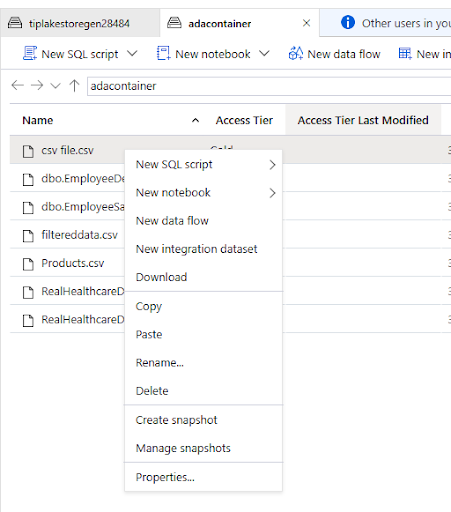 tiplakestoregen28484
adacontainer
Other users in you
New SQL script
New notebook
New data flow
New in
adacontainer
Name
Access Tier
Access Tier Last Modified
csv file.csv
dbo.EmployeeDe
dbo.EmployeeSa
filtereddata.csv
Products.csv
RealHealthcareD
RealHealthcareD
New SQL script
New notebook
New data flow
New integration dataset
Download
Copy
Paste
Rename...
Delete
Create snapshot
Manage snapshots
Properties...